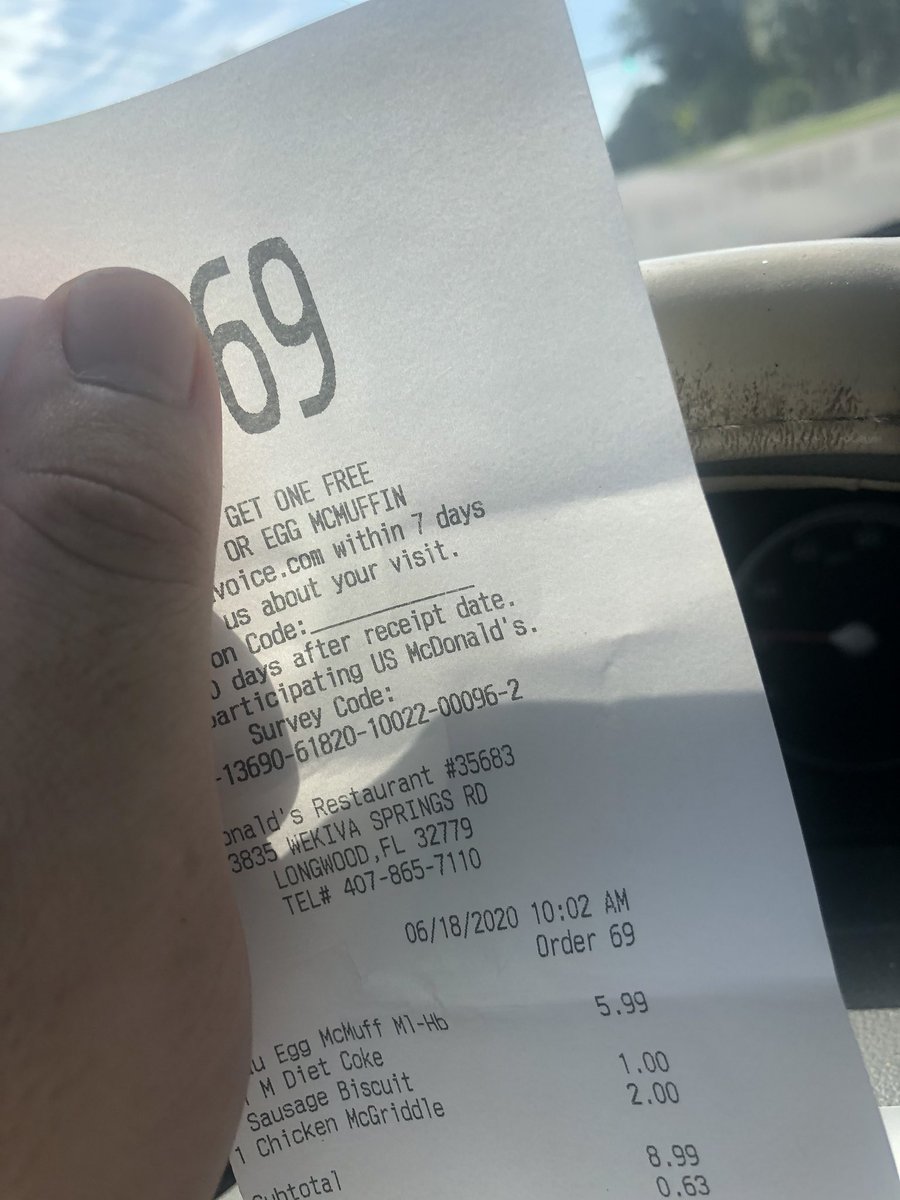 69
GET ONE FREE
OR EGG MCMUFFIN
voice.com within 7 days
us about your visit.
on Code:____________
0 days after receipt date.
participating US McDonald's.
Survey Code:
-13690-61820-10022-00096-2
onald's Restaurant #35683
3835 WEKIVA SPRINGS RD
LONGWOOD,FL 32779
TEL# 407-865-7110
06/18/2020 10:02 AM
Order 69
u Egg McMuff Ml-Hb 5.99
M Diet Coke
Sausage Biscuit 1.00
1 Chicken McGriddle 2.00
Subtotal 8.99
0.63